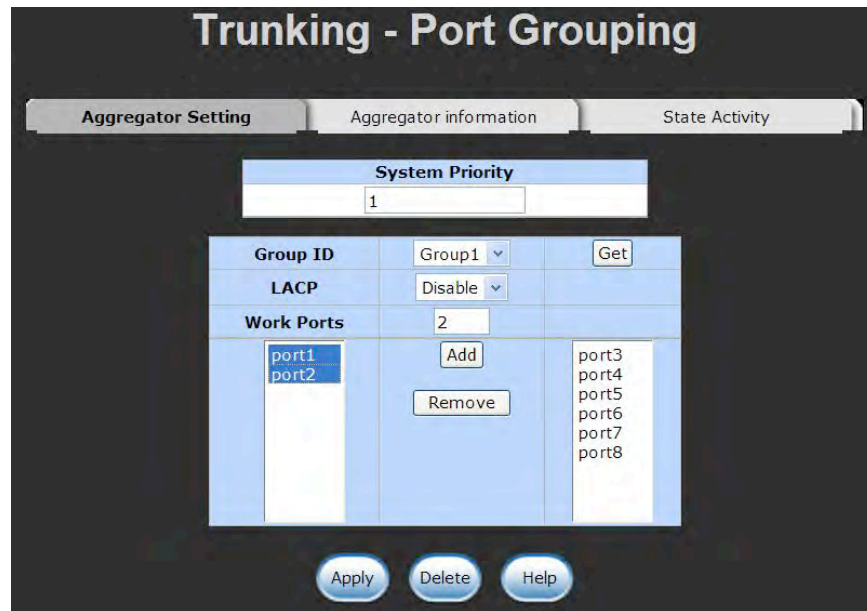 Trunking - Port Grouping
Aggregator Setting Aggregator information State Activity
System Priority
1
Group ID Group1 Get
LACP Disable
Work Ports 2
port1 Add port3
port2 port4
port5
Remove port6
port7
port8
Apply Delete Help